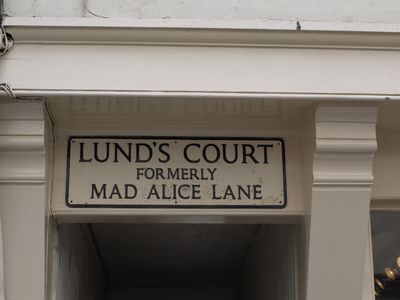 LUND'S COURT
FORMERLY
MAD ALICE LANE